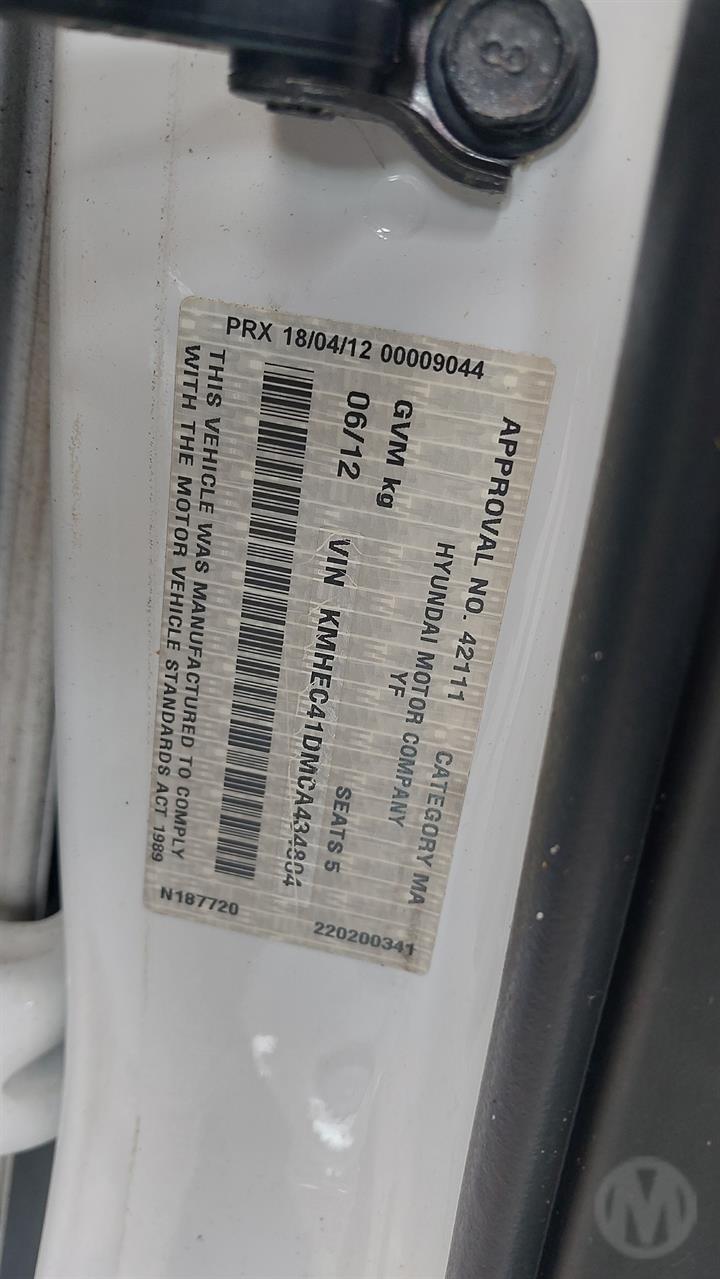 8
PRX 18/04/12 00009044
APPROVAL NO. 42111 CATEGORY MA
HYUNDAI MOTOR COMPANY
YF
GVM kg
06/12 SEATS 5
VIN KMHEC41DMCA434804
THIS VEHICLE WAS MANUFACTURED TO COMPLY
WITH THE MOTOR VEHICLE STANDARDS ACT 1989
N187720
220200341
M